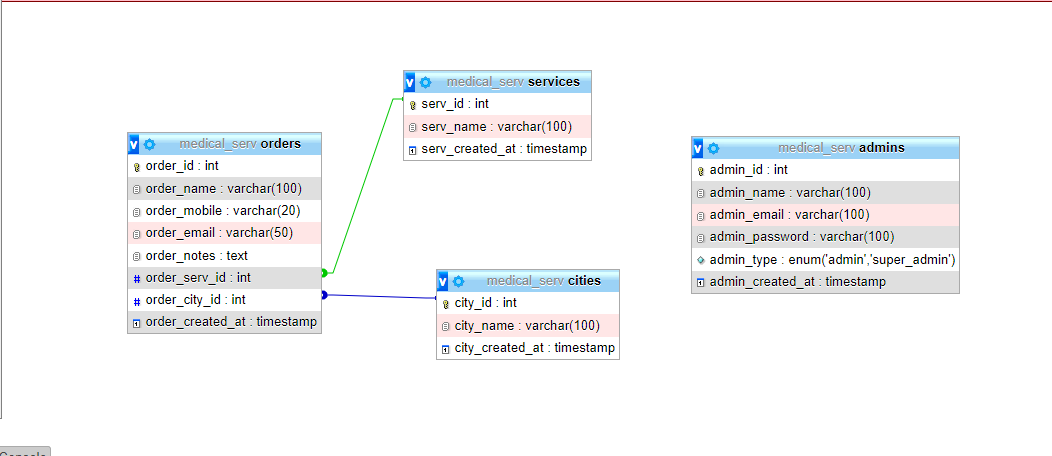 medical_serv services
serv_id : int
serv_name : varchar(100)
serv_created_at : timestamp
medical_serv orders
order_id : int
order_name : varchar(100)
order_mobile : varchar(20)
order_email : varchar(50)
order_notes : text
order_serv_id : int
order_city_id : int
order_created_at : timestamp
medical_serv cities
city_id : int
city_name : varchar(100)
city_created_at : timestamp
medical_serv admins
admin_id : int
admin_name : varchar(100)
admin_email : varchar(100)
admin_password : varchar(100)
admin_type : enum('admin','super_admin')
admin_created_at : timestamp
Console